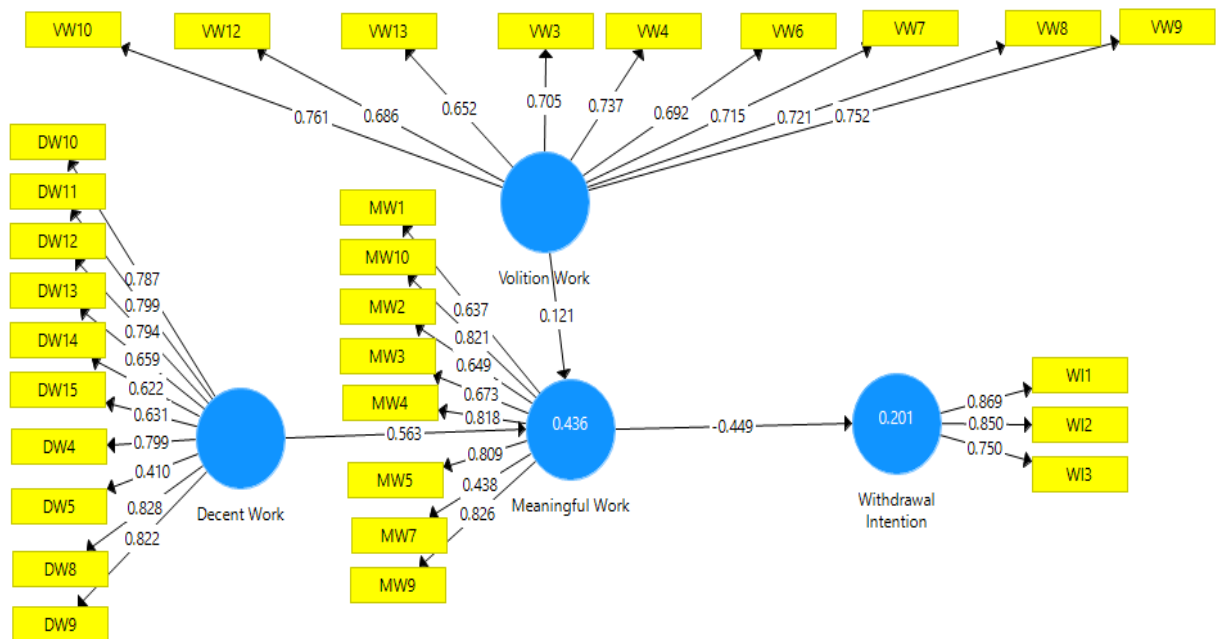 VW10
VW12
VW13
VW3
VW4
VW6
VW7
VW8
VW9
0.761
0.686
0.652
0.705
0.737
0.692
0.715
0.721
0.752
Volition Work
0.121
DW10
DW11
DW12
DW13
DW14
DW15
DW4
DW5
DW8
DW9
0.787
0.799
0.794
0.659
0.622
0.631
0.799
0.410
0.828
0.822
Decent Work
0.563
MW1
MW10
MW2
MW3
MW4
MW5
MW7
MW9
0.637
0.821
0.649
0.673
0.818
0.809
0.438
0.826
0.436
Meaningful Work
-0.449
0.201
Withdrawal
Intention
0.869
0.850
0.750
WI1
WI2
WI3